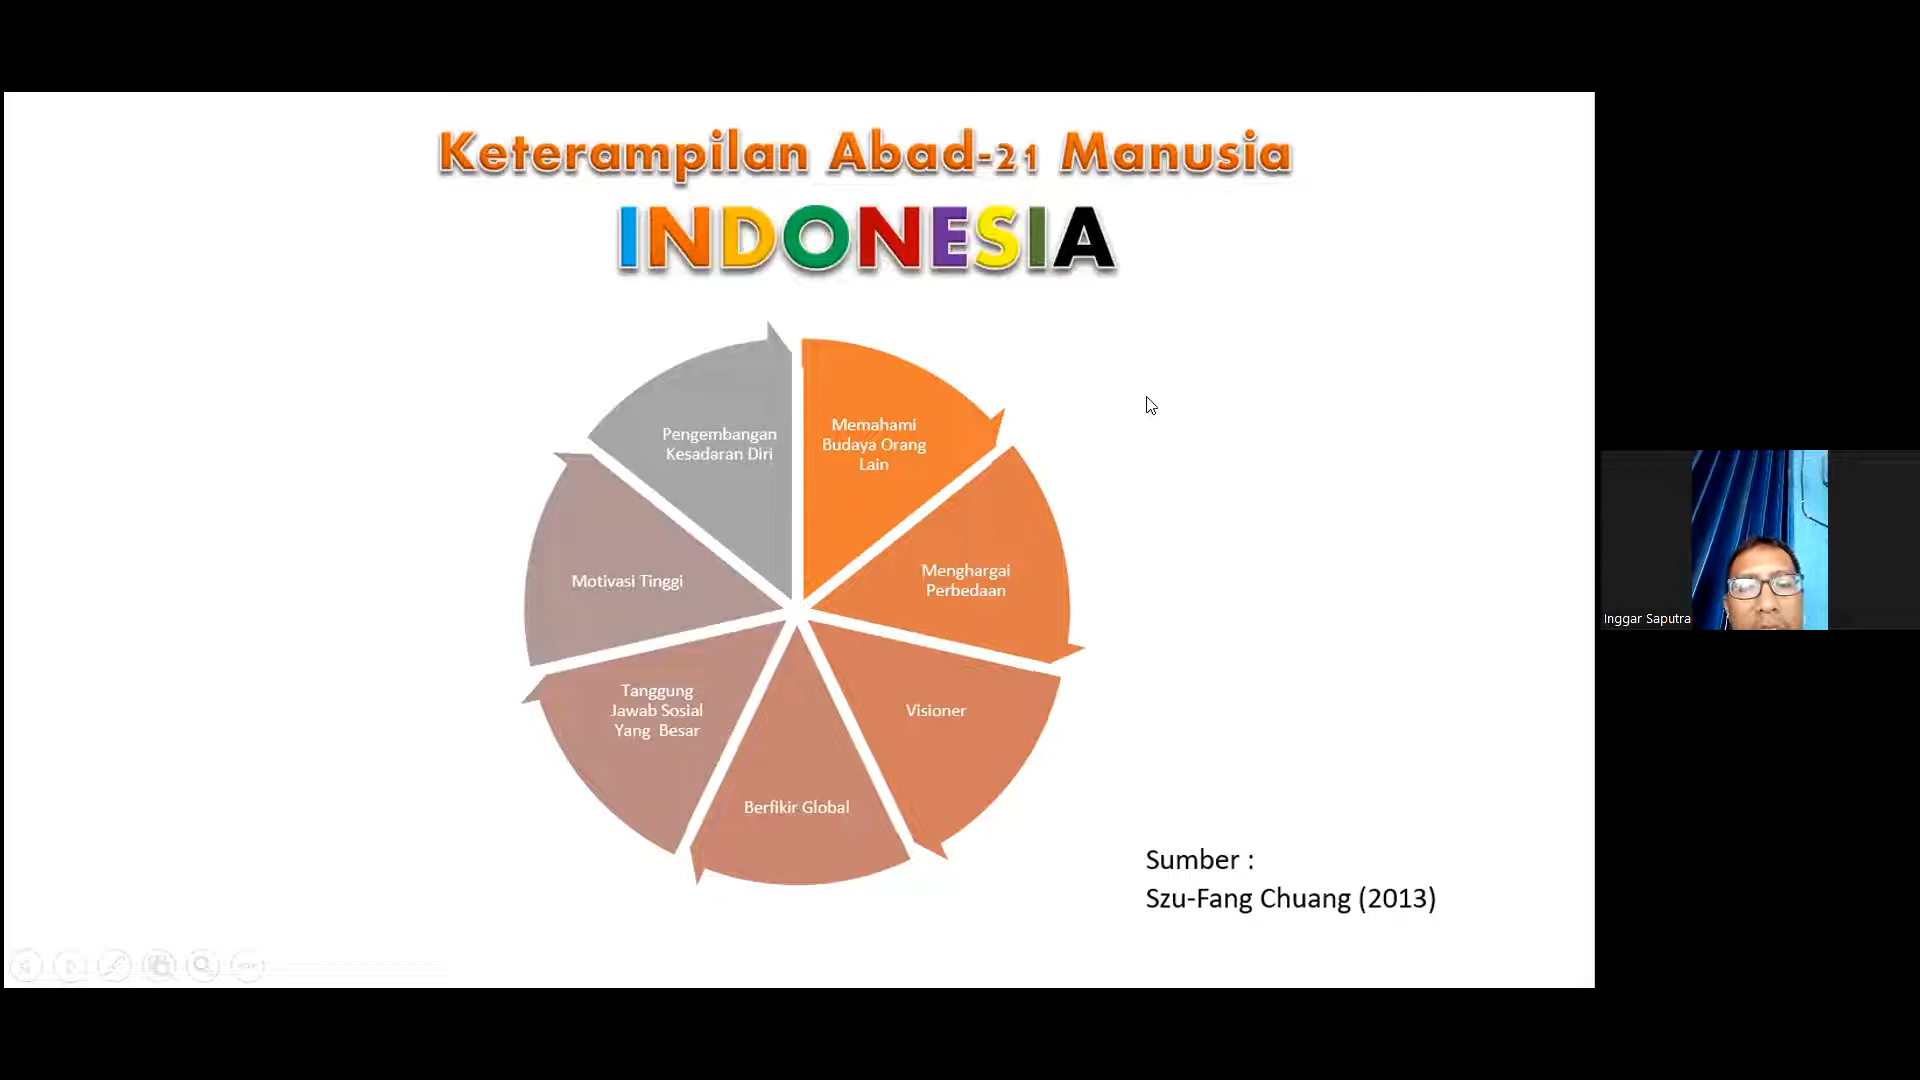 Keterampilan Abad-21 Manusia
INDONESIA
Pengembangan
Kesadaran Diri
Memahami
Budaya Orang
Lain
Menghargai
Perbedaan
Visioner
Berfikir Global
Tanggung
Jawab Sosial
Yang Besar
Motivasi Tinggi
Sumber :
Szu-Fang Chuang (2013)
Inggar Saputra